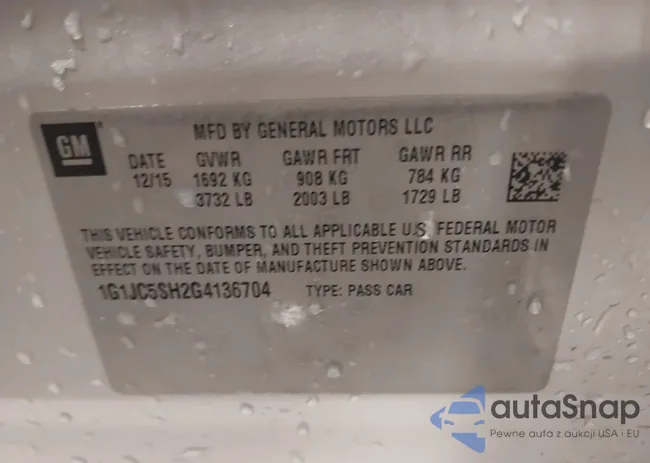 GM
MFD BY GENERAL MOTORS LLC
DATE GVWR GAWR FRT GAWR RR
12/15 1692 KG 908 KG 784 KG
3732 LB 2003 LB 1729 LB
THIS VEHICLE CONFORMS TO ALL APPLICABLE U.S. FEDERAL MOTOR
VEHICLE SAFETY, BUMPER, AND THEFT PREVENTION STANDARDS IN
EFFECT ON THE DATE OF MANUFACTURE SHOWN ABOVE.
1G1JC5SH2G4136704 TYPE: PASS CAR
autaSnap
Pewne auta z aukcji USA i EU